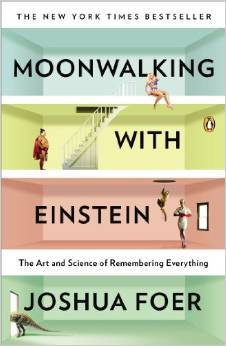 THE NEW YORK TIMES BESTSELLER
MOONWALKING
WITH
EINSTEIN
The Art and Science of Remembering Everything
JOSHUA FOER